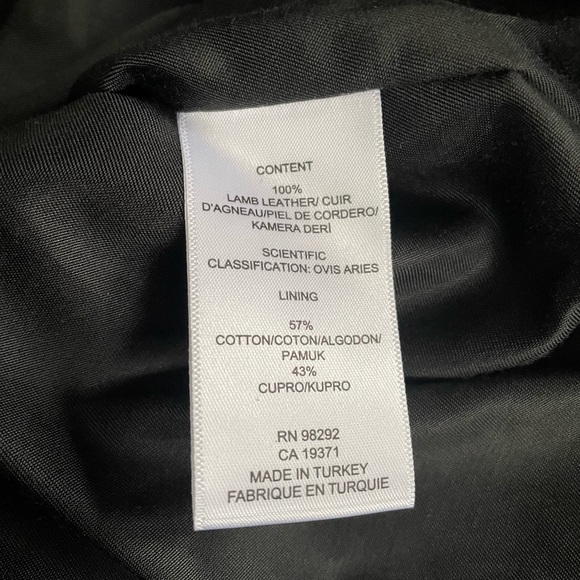 CONTENT
100%
LAMB LEATHER/ CUIR
D'AGNEAU/PIEL DE CORDERO/
KAMERA DERİ
SCIENTIFIC
CLASSIFICATION: OVIS ARIES
LINING
57%
COTTON/COTON/ALGODON/
PAMUK
43%
CUPRO/KUPRO
RN 98292
CA 19371
MADE IN TURKEY
FABRIQUE EN TURQUIE